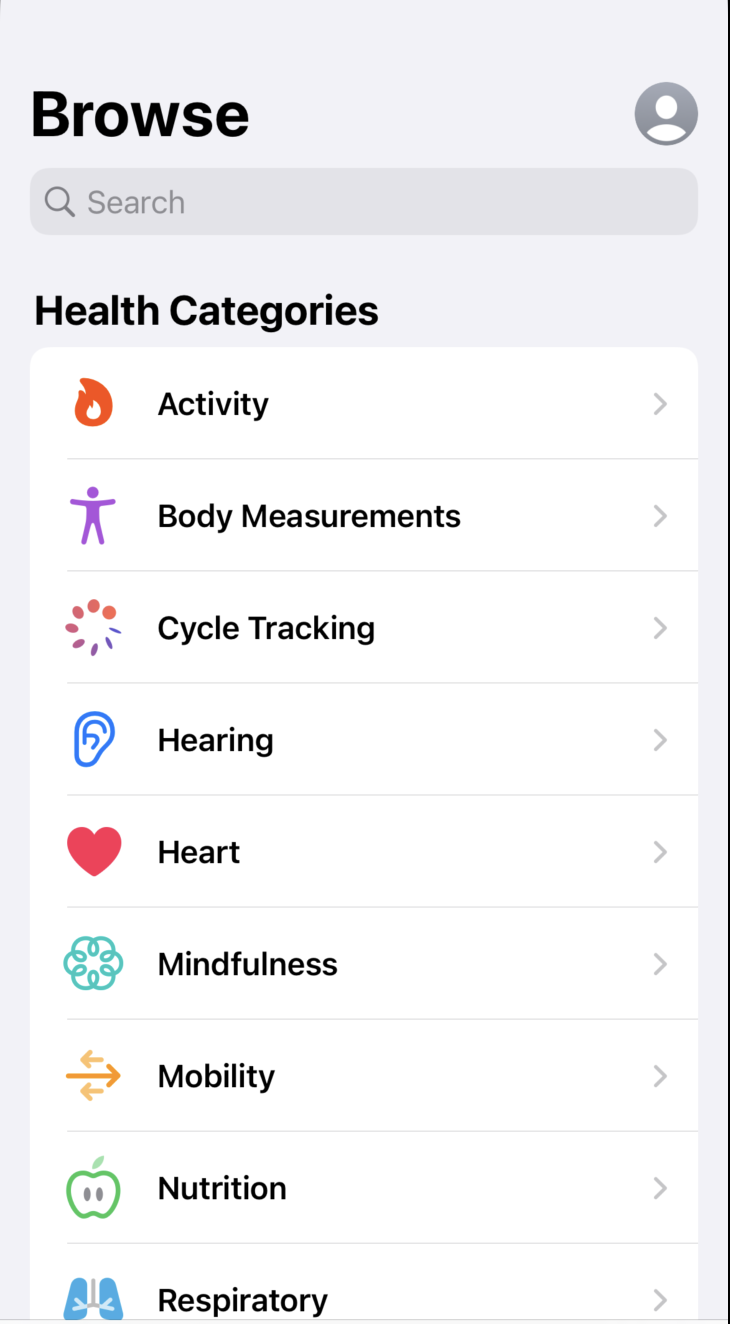 Browse
Search
Health Categories
Activity
Body Measurements
Cycle Tracking
Hearing
Heart
Mindfulness
Mobility
Nutrition
Respiratory